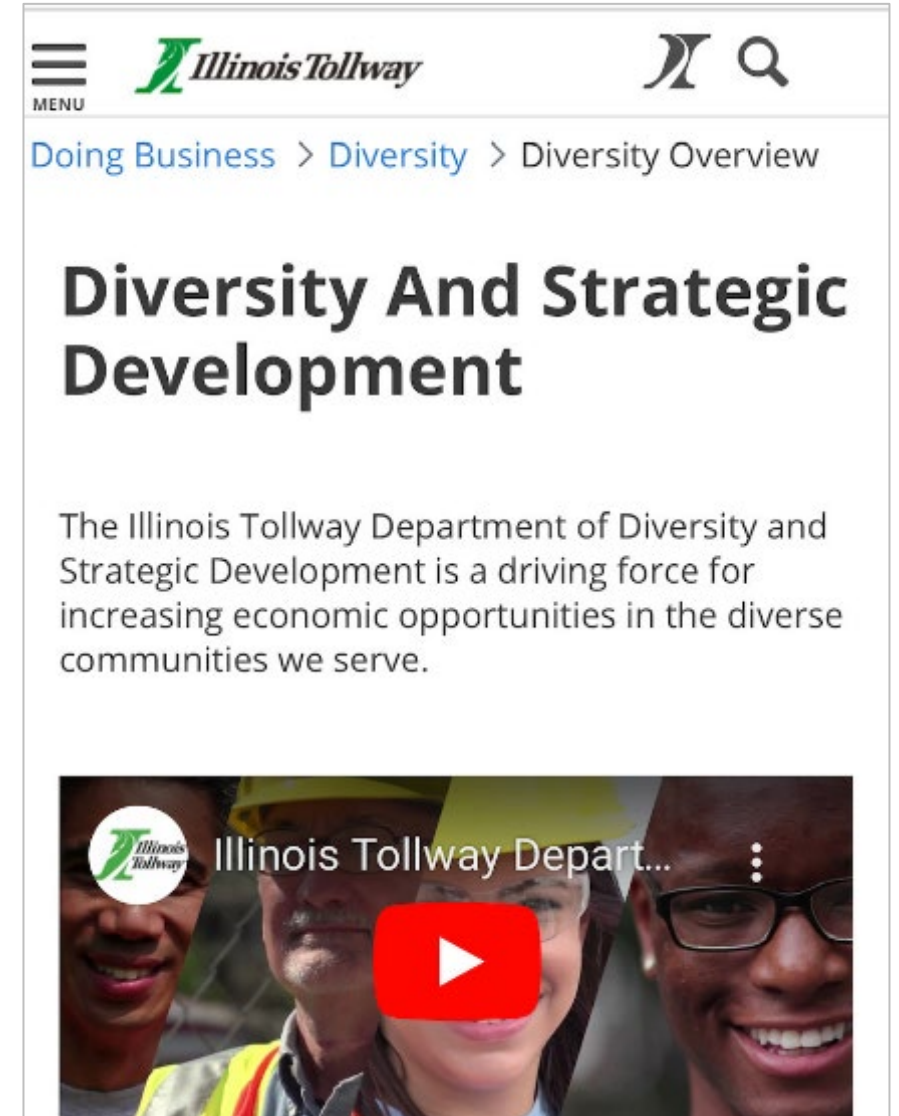 Illinois Tollway
MENU
Doing Business > Diversity > Diversity Overview
Diversity And Strategic
Development
The Illinois Tollway Department of Diversity and
Strategic Development is a driving force for
increasing economic opportunities in the diverse
communities we serve.
Illinois
Tollway
Illinois Tollway Depart...